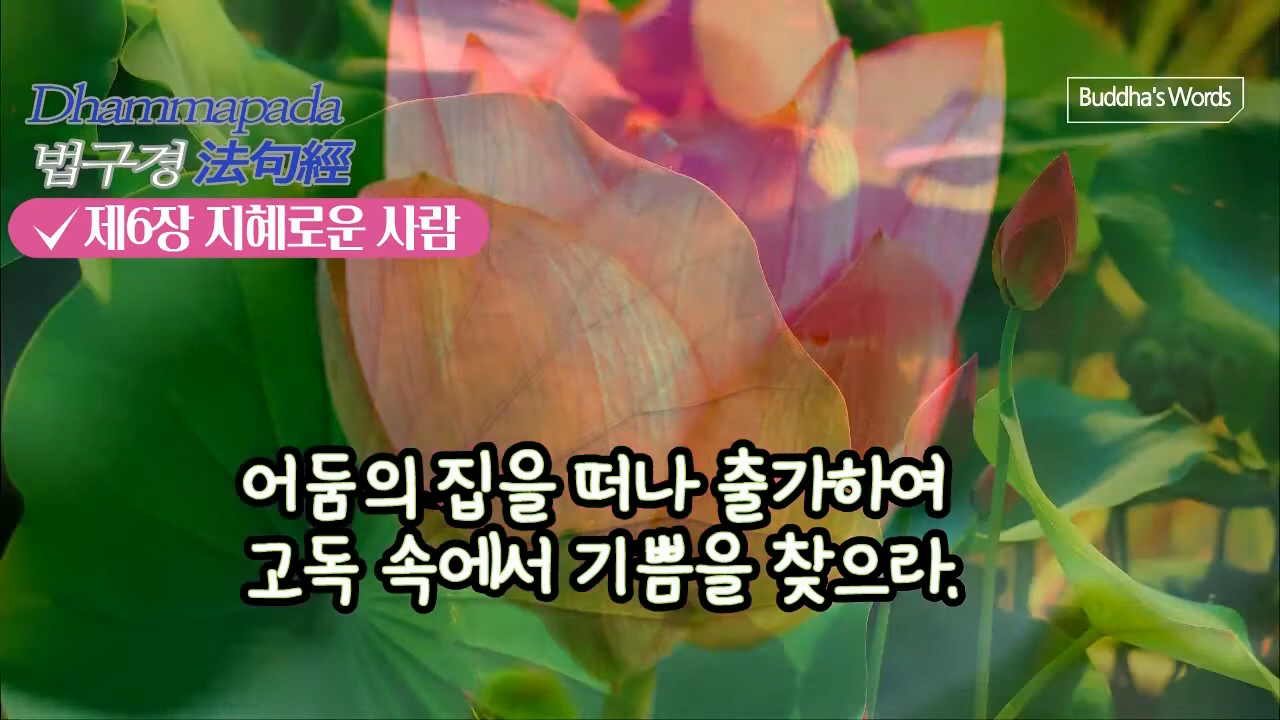 Dhammapada
법구경 法句經
제6장 지혜로운 사람
Buddha's Words
어둠의 집을 떠나 출가하여
고독 속에서 기쁨을 찾으라.